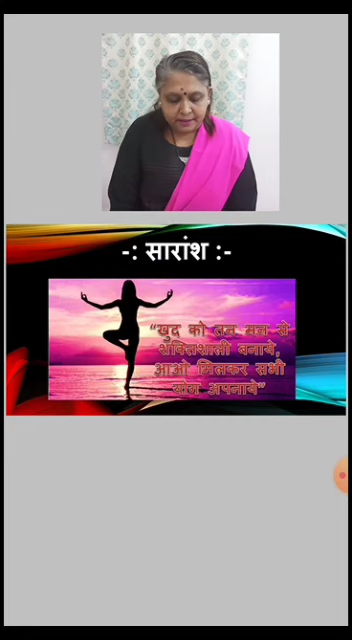 -: सारांश :-
“खुद को तन मन से
शक्तिशाली बनाये,
आओ मिलकर सभी
योग अपनाये”